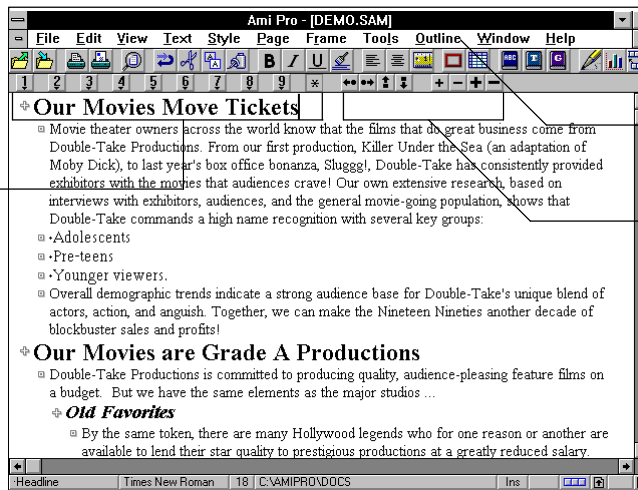 Ami Pro - [DEMO.SAM]
File Edit View Text Style Page Frame Tools Outline Window Help
B I U ABC T G
1 2 3 4 5 6 7 8 9 * + - + -
Our Movies Move Tickets
Movie theater owners across the world know that the films that do great business come from
Double-Take Productions. From our first production, Killer Under the Sea (an adaptation of
Moby Dick), to last year's box office bonanza, Sluggg!, Double-Take has consistently provided
exhibitors with the movies that audiences crave! Our own extensive research, based on
interviews with exhibitors, audiences, and the general movie-going population, shows that
Double-Take commands a high name recognition with several key groups:
•Adolescents
•Pre-teens
•Younger viewers.
Overall demographic trends indicate a strong audience base for Double-Take's unique blend of
actors, action, and anguish. Together, we can make the Nineteen Nineties another decade of
blockbuster sales and profits!
Our Movies are Grade A Productions
Double-Take Productions is committed to producing quality, audience-pleasing feature films on
a budget. But we have the same elements as the major studios ...
Old Favorites
By the same token, there are many Hollywood legends who for one reason or another are
available to lend their star quality to prestigious productions at a greatly reduced salary.
·Headline Times New Roman 18 C:\AMIPRO\DOCS Ins